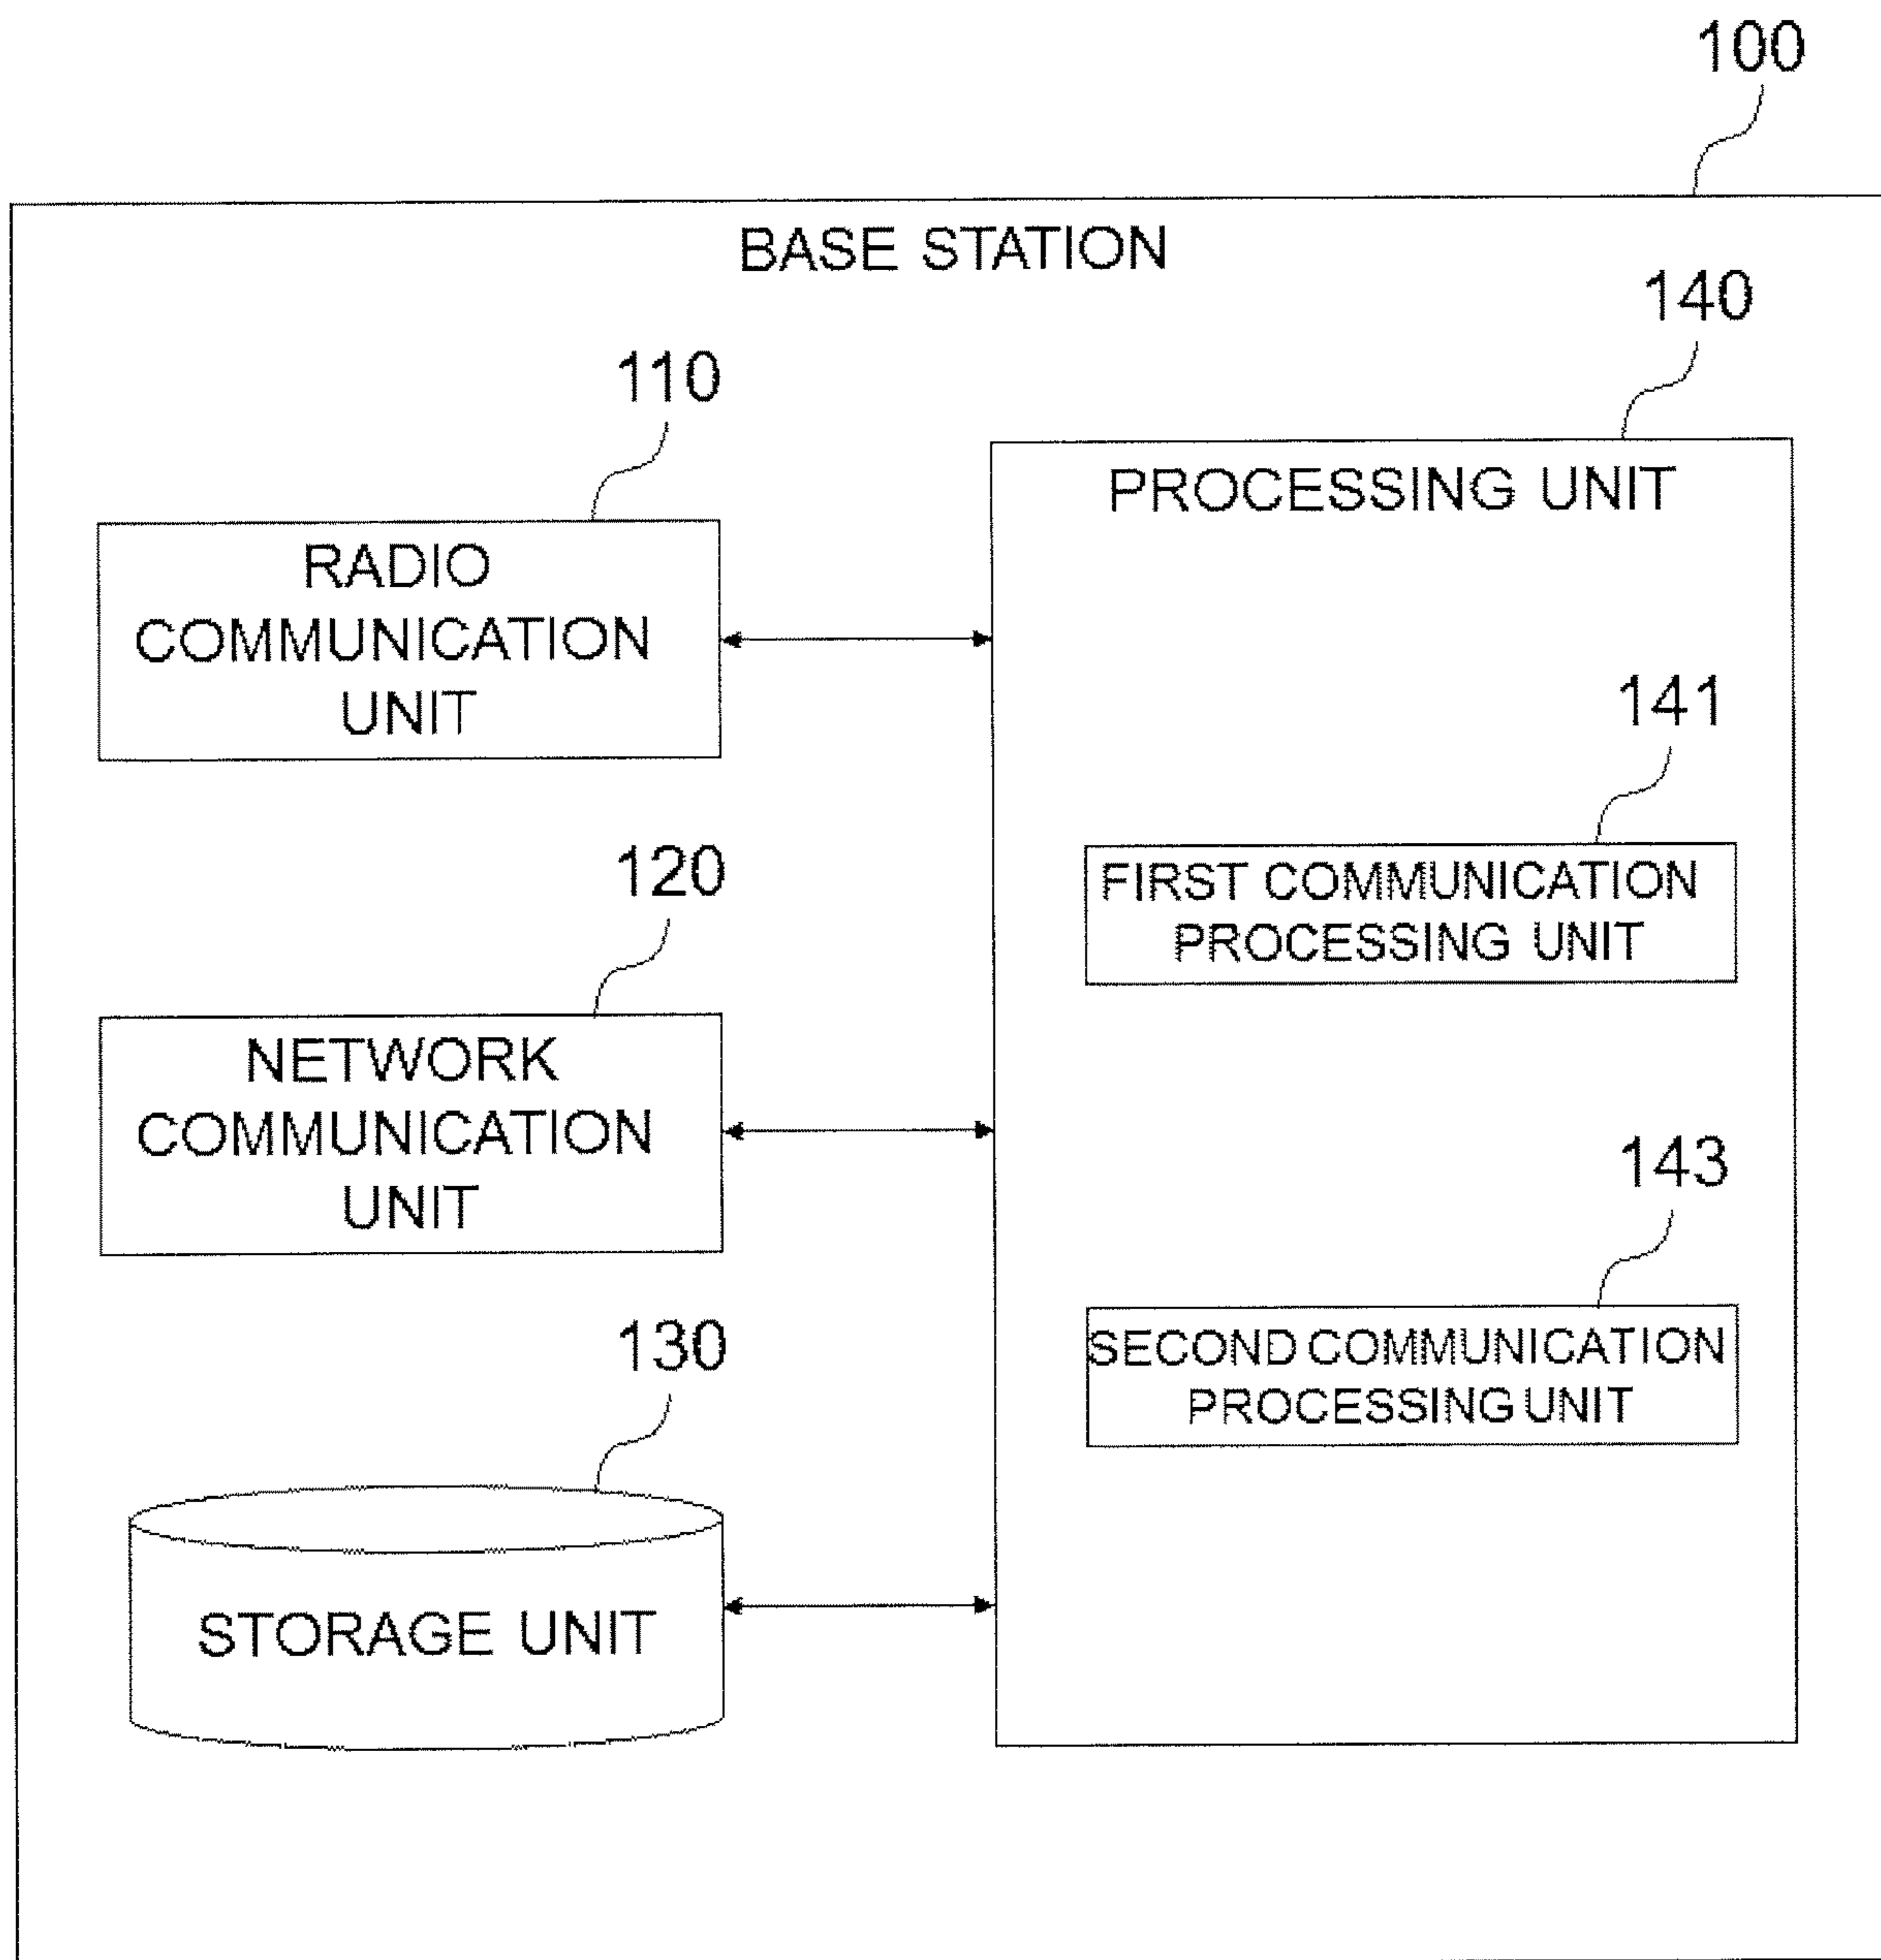 100
BASE STATION
140
110
PROCESSING UNIT
RADIO
COMMUNICATION
UNIT
141
FIRST COMMUNICATION
PROCESSING UNIT
120
NETWORK
COMMUNICATION
UNIT
143
SECOND COMMUNICATION
PROCESSING UNIT
130
STORAGE UNIT